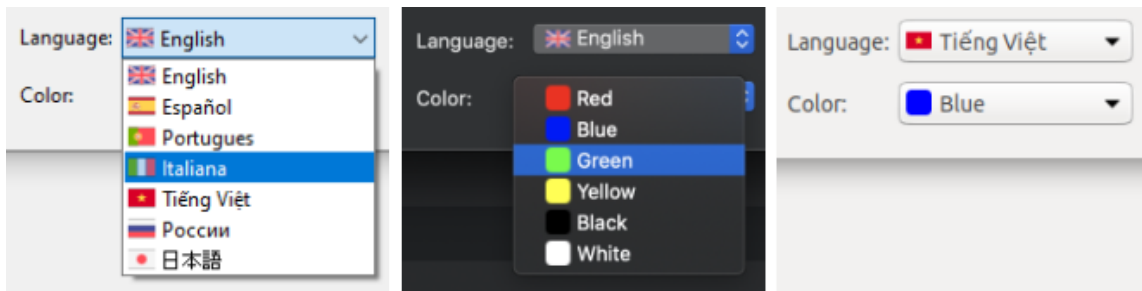 Language: English
English
Español
Color:
Portugues
Italiana
Tiếng Việt
России
日本語
Language: English
Color:
Red
Blue
Green
Yellow
Black
White
Language: Tiếng Việt
Color: Blue